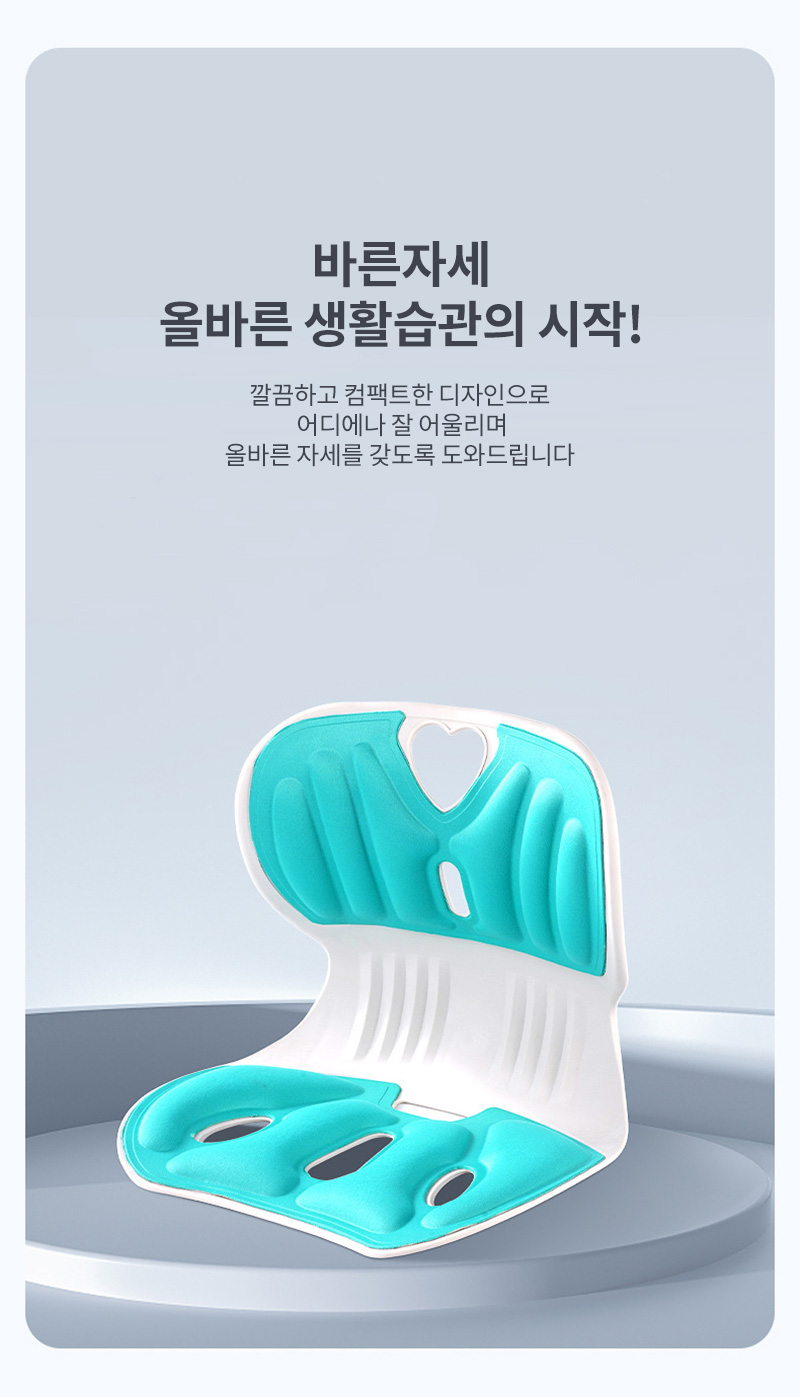 바른자세
올바른 생활습관의 시작!
깔끔하고 컴팩트한 디자인으로
어디에나 잘 어울리며
올바른 자세를 갖도록 도와드립니다